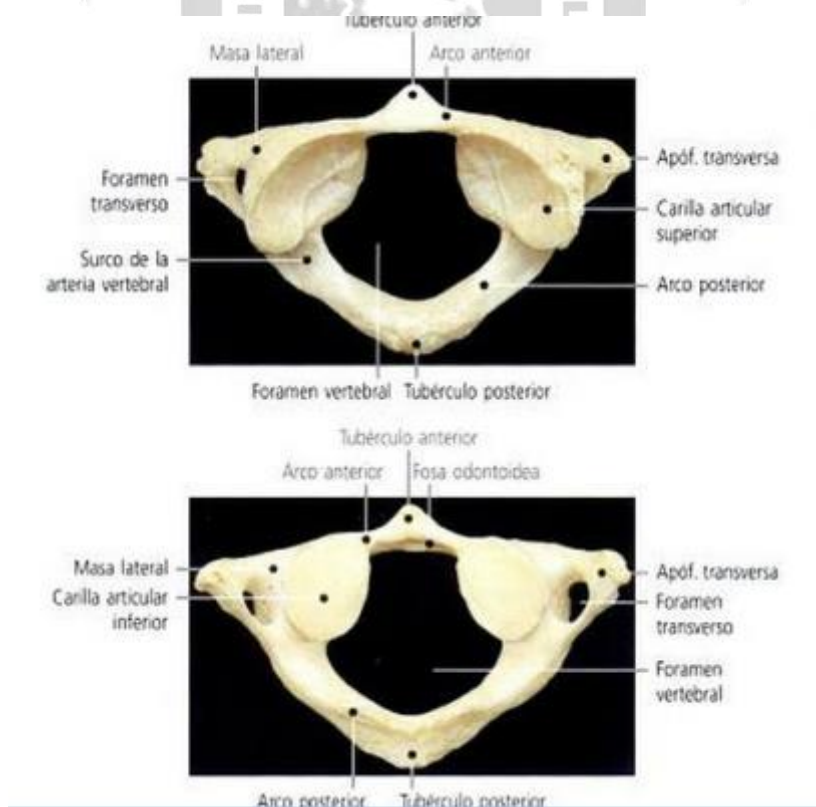 Tubérculo anterior
Masa lateral
Arco anterior
Apóf. transversa
Foramen
transverso
Carilla articular
superior
Surco de la
arteria vertebral
Arco posterior
Foramen vertebral
Tubérculo posterior
Tubérculo anterior
Arco anterior
Fosa odontoidea
Masa lateral
Apóf. transversa
Carilla articular
inferior
Foramen
transverso
Foramen
vertebral
Arco posterior
Tubérculo posterior